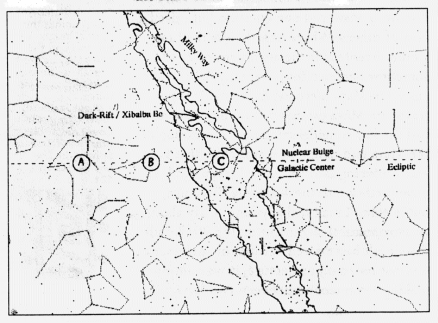 Milky Way
Dark-Rift / Xibalba Be
A
B
C
Nuclear Bulge
Galactic Center
Ecliptic